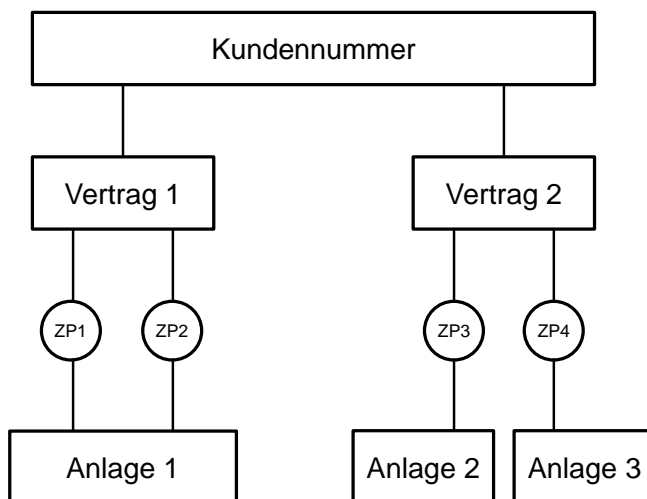 Kundennummer
Vertrag 1
Vertrag 2
ZP1
ZP2
ZP3
ZP4
Anlage 1
Anlage 2
Anlage 3